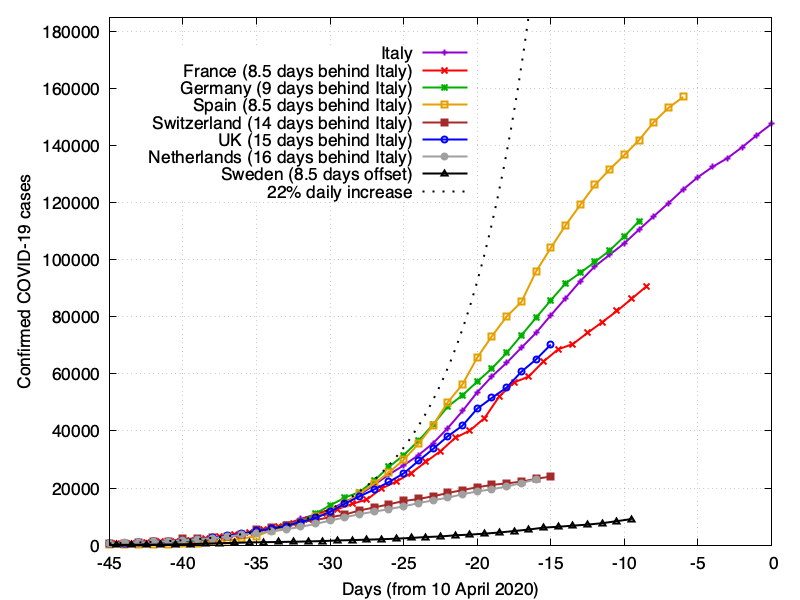 180000
160000
140000
120000
100000
80000
60000
40000
20000
0
Confirmed COVID-19 cases
Italy
France (8.5 days behind Italy)
Germany (9 days behind Italy)
Spain (8.5 days behind Italy)
Switzerland (14 days behind Italy)
UK (15 days behind Italy)
Netherlands (16 days behind Italy)
Sweden (8.5 days offset)
22% daily increase
-45 -40 -35 -30 -25 -20 -15 -10 -5 0
Days (from 10 April 2020)